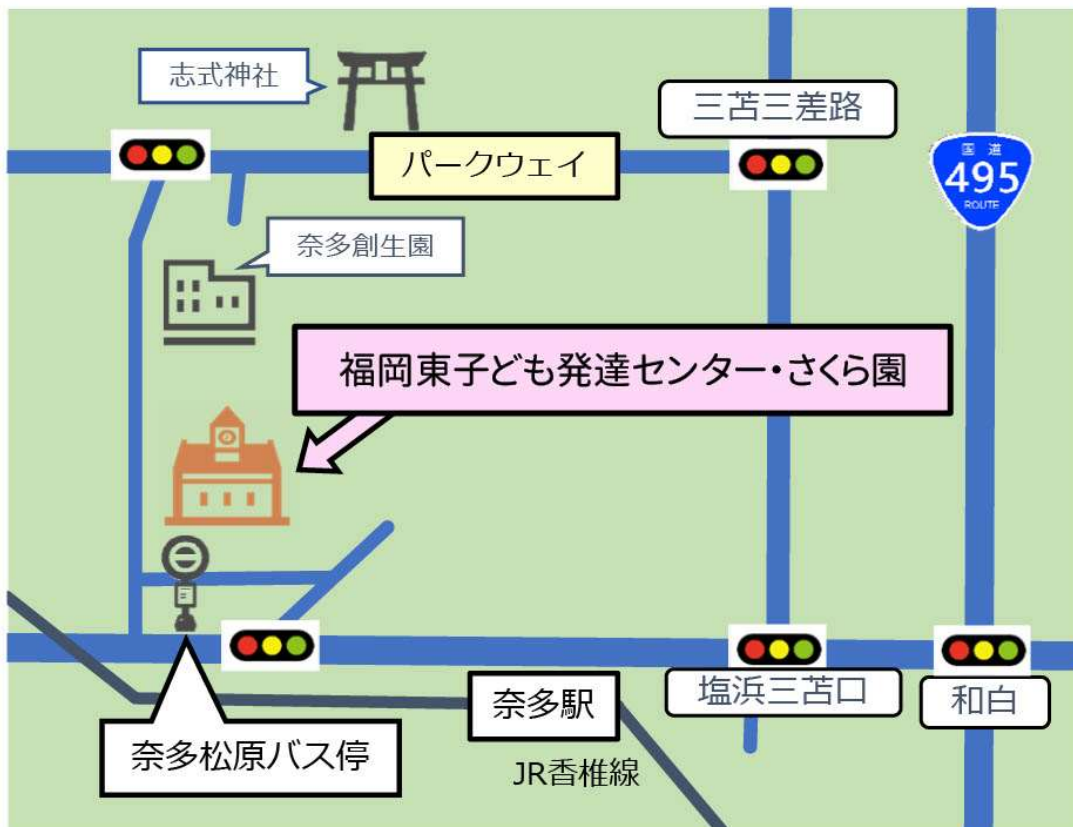 志式神社
三苫三差路
パークウェイ
国道
495
ROUTE
奈多創生園
福岡東子ども発達センター・さくら園
奈多駅
塩浜三苫口
和白
奈多松原バス停
JR香椎線